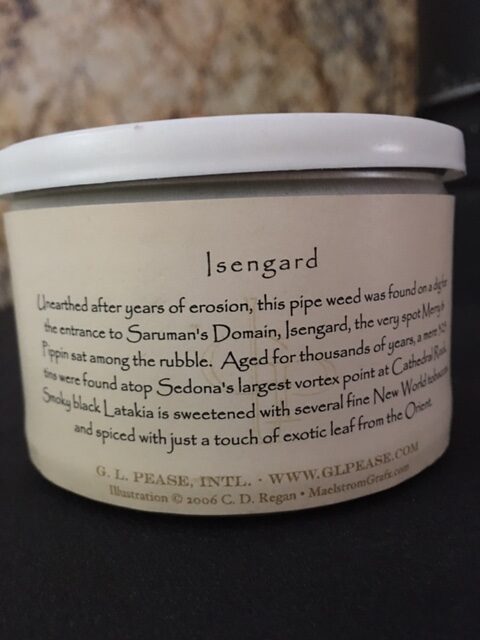 Isengard
Unearthed after years of erosion, this pipe weed was found on a dig for
the entrance to Saruman's Domain, Isengard, the very spot Merry &
Pippin sat among the rubble. Aged for thousands of years, a mere
tins were found atop Sedona's largest vortex point at Cathedral Rock.
Smoky black Latakia is sweetened with several fine New World tobaccos
and spiced with just a touch of exotic leaf from the Orient.
G. L. PEASE, INTL. · WWW.GLPEASE.COM
Illustration © 2006 C. D. Regan • MaelstromGrafx.com